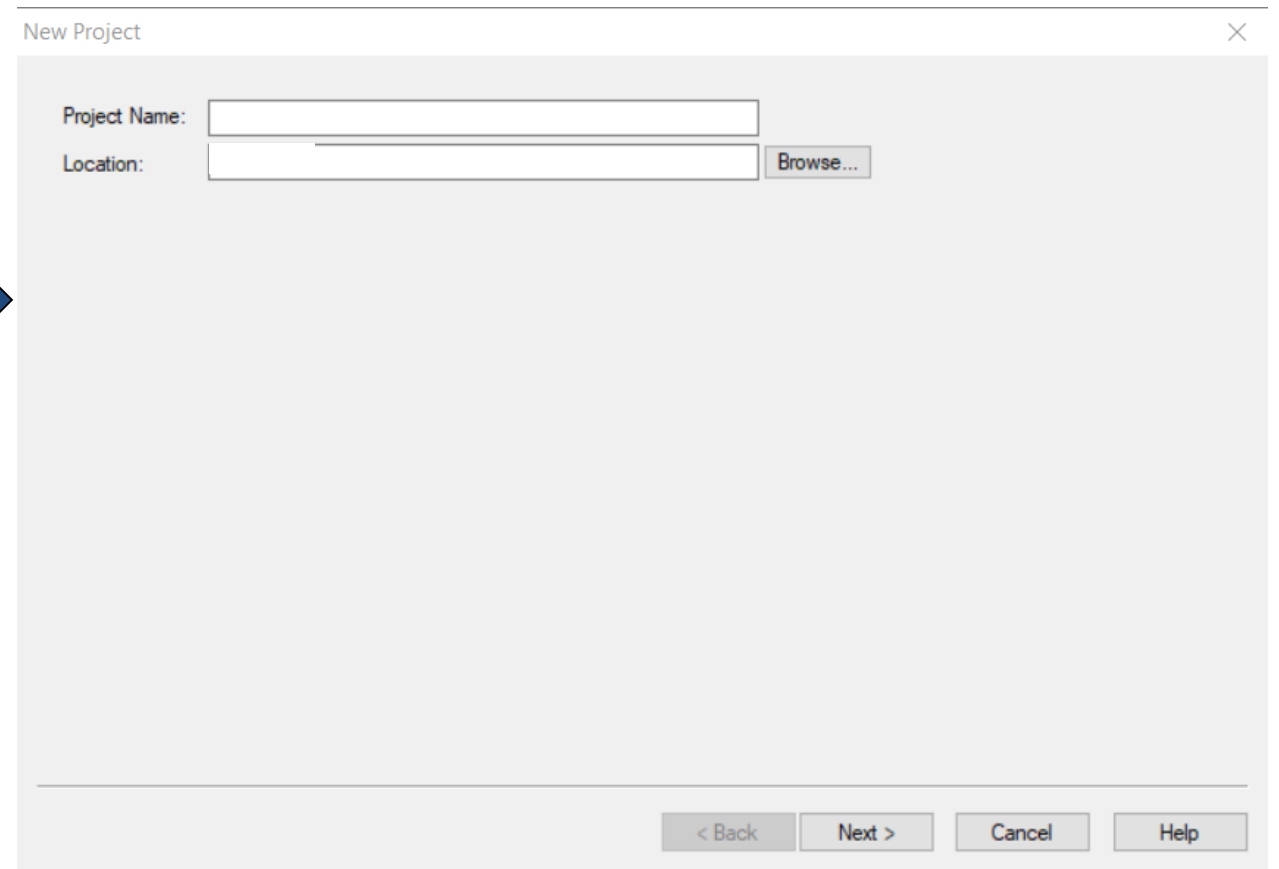 New Project
Project Name:
Location:
Browse...
< Back
Next >
Cancel
Help